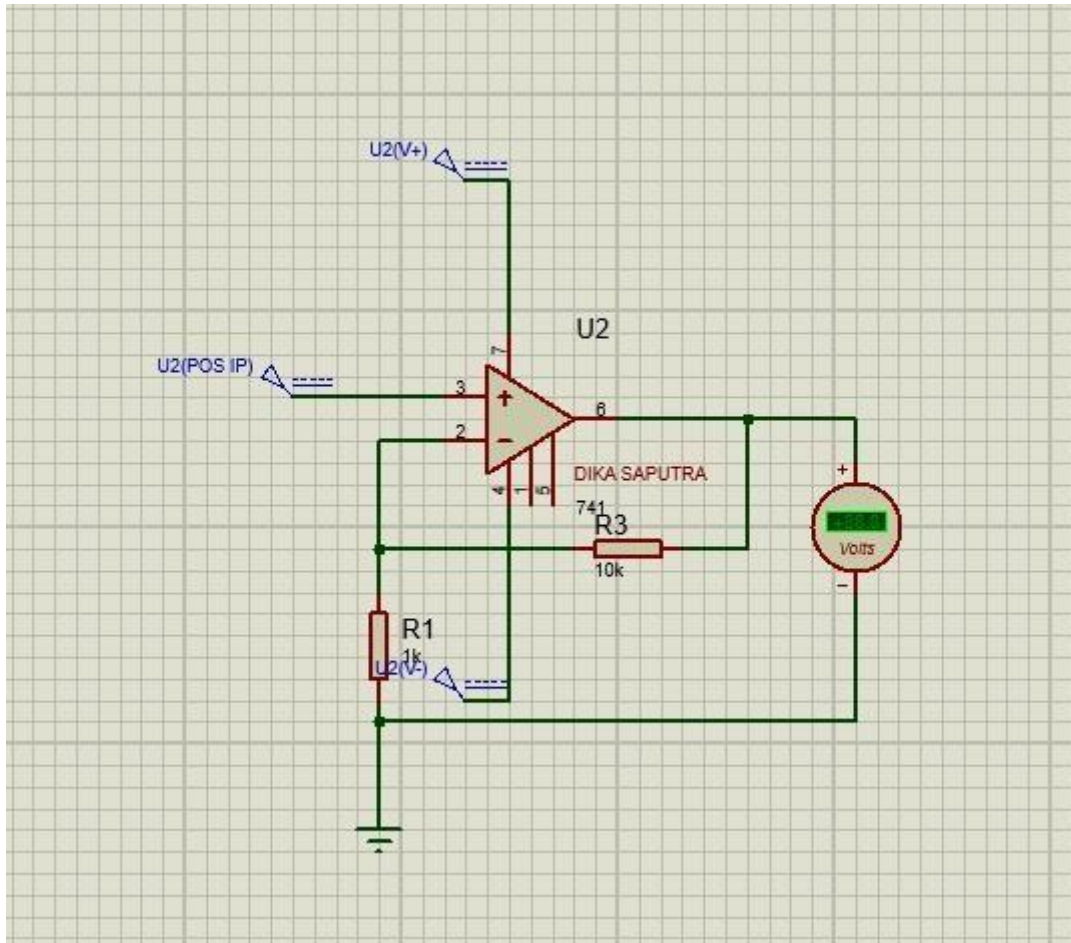 U2(V+)
U2
7
U2(POS IP)
3
+
6
2
−
DIKA SAPUTRA
+
4
1
5
741
R3
Volts
10k
−
R1
1k
U2(V-)